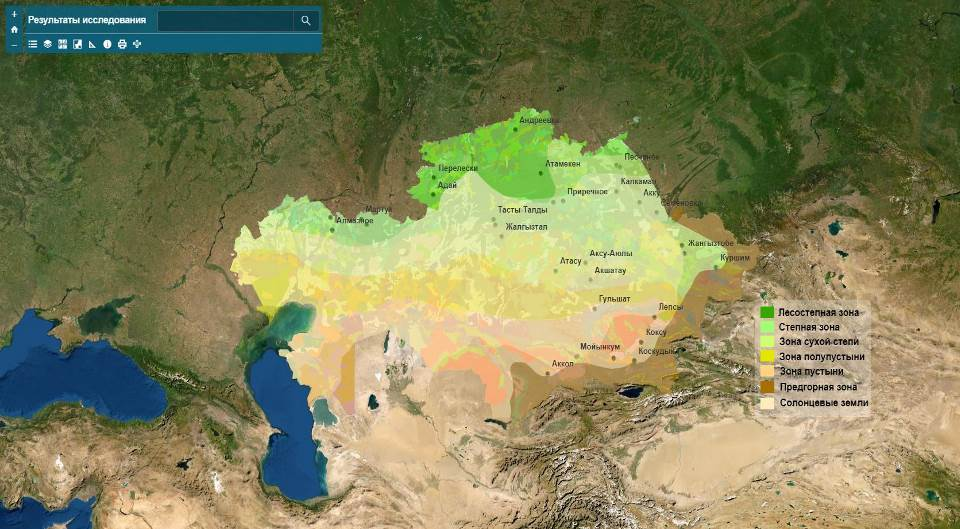 Результаты исследования
Андреевка
Песчаное
Перелески
Атамекен
Адай
Калкаман
Приречное
Акку
Семеновка
Мартук
Тасты-Талды
Алмазное
Жалгызтал
Жангызтобе
Аксу-Аюлы
Куршим
Атасу
Акшатау
Гульшат
Лепсы
Лесостепная зона
Степная зона
Коксу
Зона сухой степи
Мойынкум
Коскудык
Зона полупустыни
Аккол
Зона пустыни
Предгорная зона
Солонцевые земли